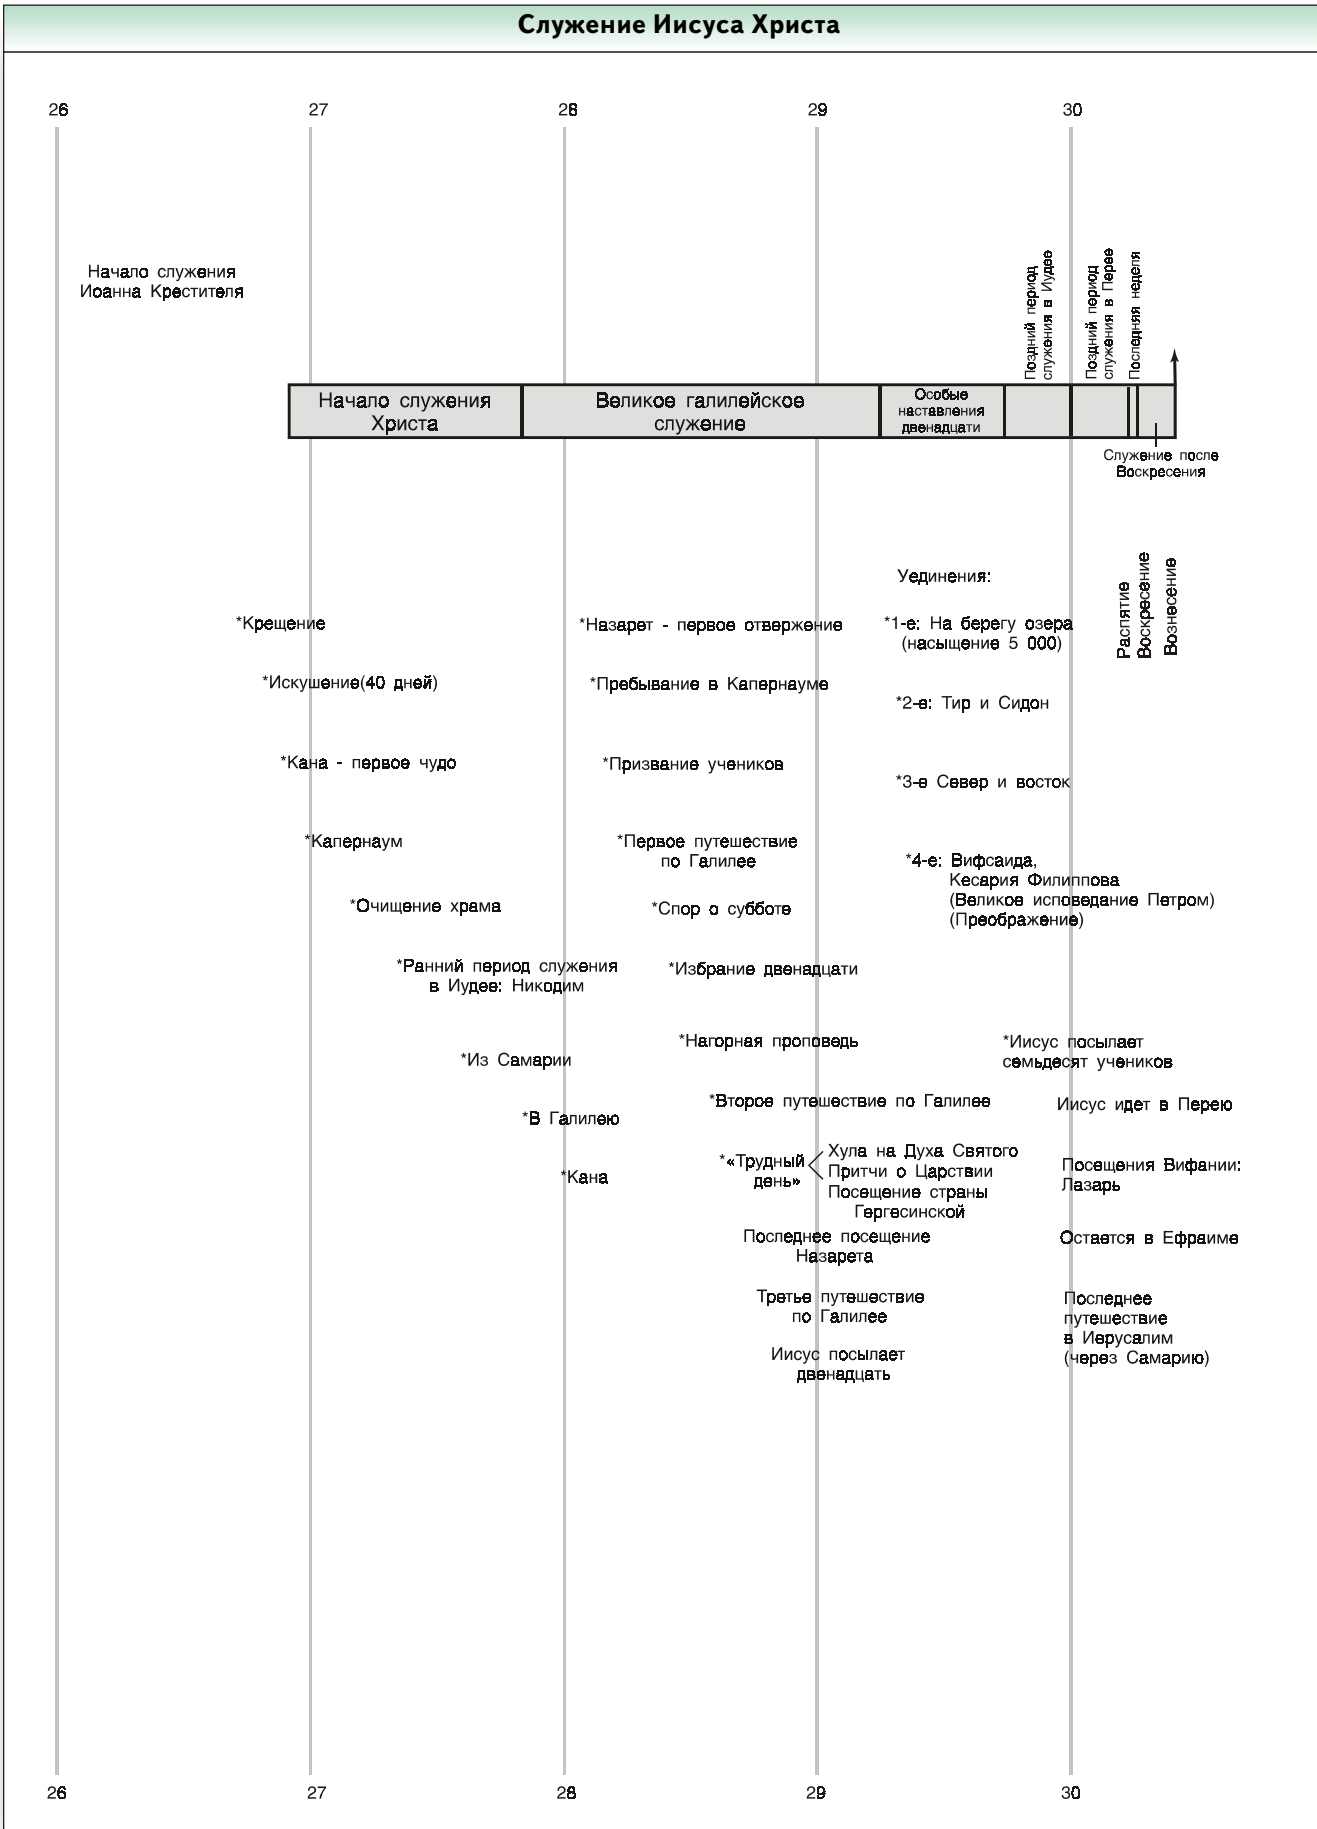 Служение Иисуса Христа
26 27 28 29 30
Начало служения
Иоанна Крестителя
Поздний период
служения в Иудее
Поздний период
служения в Перее
Последняя неделя
Начало служения
Христа
Великое галилейское
служение
Особые
наставления
двенадцати
Служение после
Воскресения
Распятие
Воскресение
Вознесение
*Крещение
*Искушение(40 дней)
*Кана - первое чудо
*Капернаум
*Очищение храма
*Ранний период служения
в Иудее: Никодим
*Из Самарии
*В Галилею
*Кана
*Назарет - первое отвержение
*Пребывание в Капернауме
*Призвание учеников
*Первое путешествие
по Галилее
*Спор о субботе
*Избрание двенадцати
*Нагорная проповедь
*Второе путешествие по Галилее
*«Трудный
день»
Хула на Духа Святого
Притчи о Царствии
Посещение страны
Гергесинской
Последнее посещение
Назарета
Третье путешествие
по Галилее
Иисус посылает
двенадцать
Уединения:
*1-е: На берегу озера
(насыщение 5 000)
*2-е: Тир и Сидон
*3-е Север и восток
*4-е: Вифсаида,
Кесария Филиппова
(Великое исповедание Петром)
(Преображение)
*Иисус посылает
семьдесят учеников
Иисус идет в Перею
Посещения Вифании:
Лазарь
Остается в Ефраиме
Последнее
путешествие
в Иерусалим
(через Самарию)
26 27 28 29 30